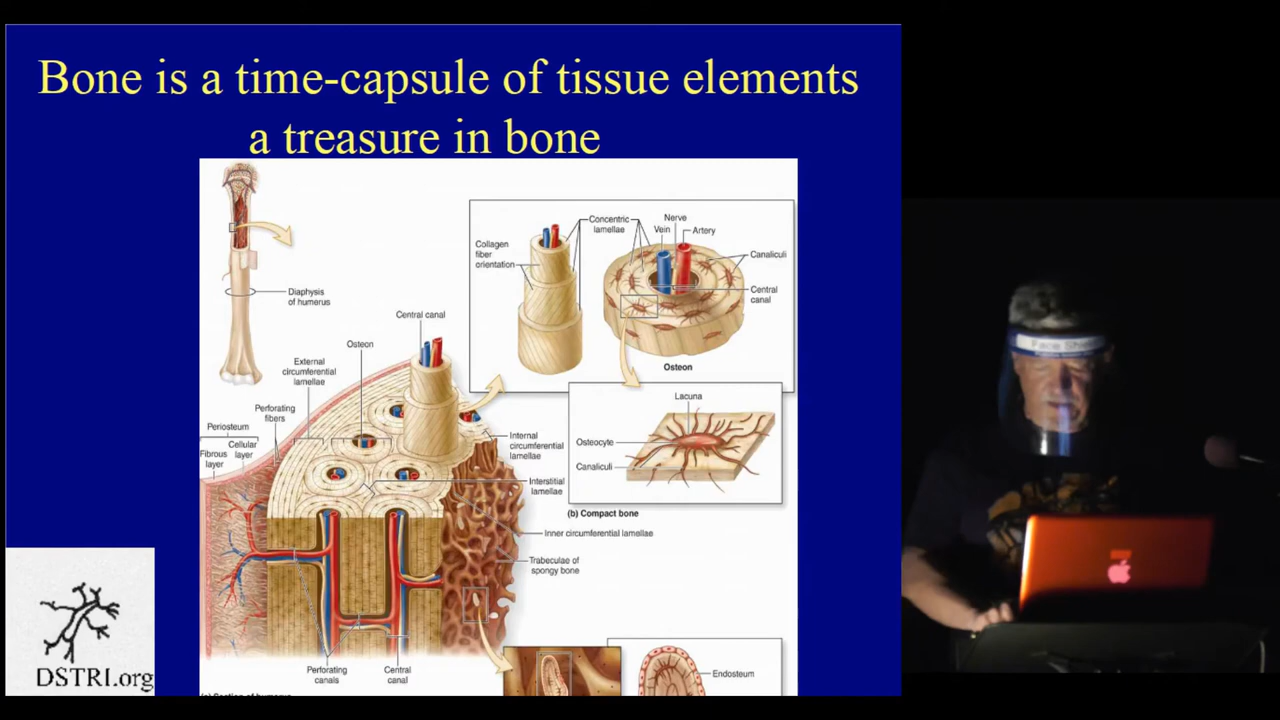 Bone is a time-capsule of tissue elements
a treasure in bone
Diaphysis
of humerus
Collagen
fiber
orientation
Concentric
lamellae
Nerve
Vein
Artery
Canaliculi
Central
canal
Osteon
Central canal
Osteon
External
circumferential
lamellae
Perforating
fibers
Periosteum
Cellular
layer
Fibrous
layer
Internal
circumferential
lamellae
Interstitial
lamellae
Lacuna
Osteocyte
Canaliculi
(b) Compact bone
Inner circumferential lamellae
Trabeculae of
spongy bone
Perforating
canals
Central
canal
Endosteum
DSTRI.org
Face Shield